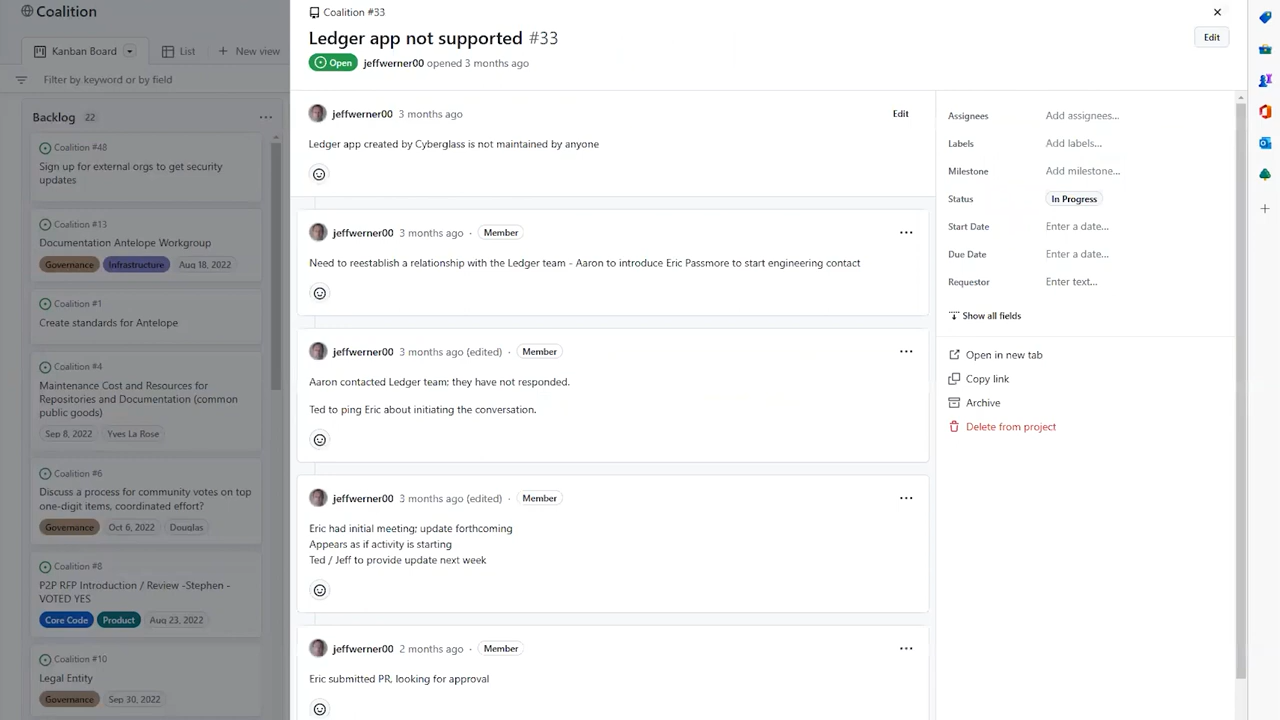 Coalition
Kanban Board
List
New view
Filter by keyword or by field
Backlog 22
Coalition #48
Sign up for external orgs to get security
updates
Coalition #13
Documentation Antelope Workgroup
Governance Infrastructure Aug 18, 2022
Coalition #1
Create standards for Antelope
Coalition #4
Maintenance Cost and Resources for
Repositories and Documentation (common
public goods)
Sep 8, 2022 Yves La Rose
Coalition #6
Discuss a process for community votes on top
one-digit items, coordinated effort?
Governance Oct 6, 2022 Douglas
Coalition #8
P2P RFP Introduction / Review -Stephen -
VOTED YES
Core Code Product Aug 23, 2022
Coalition #10
Legal Entity
Governance Sep 30, 2022
Coalition #33
Ledger app not supported #33
Edit
Open jeffwerner00 opened 3 months ago
jeffwerner00 3 months ago
Edit
Ledger app created by Cyberglass is not maintained by anyone
jeffwerner00 3 months ago · Member
Need to reestablish a relationship with the Ledger team - Aaron to introduce Eric Passmore to start engineering contact
jeffwerner00 3 months ago (edited) · Member
Aaron contacted Ledger team; they have not responded.
Ted to ping Eric about initiating the conversation.
jeffwerner00 3 months ago (edited) · Member
Eric had initial meeting; update forthcoming
Appears as if activity is starting
Ted / Jeff to provide update next week
jeffwerner00 2 months ago · Member
Eric submitted PR, looking for approval
Assignees Add assignees...
Labels Add labels...
Milestone Add milestone...
Status In Progress
Start Date Enter a date...
Due Date Enter a date...
Requestor Enter text...
Show all fields
Open in new tab
Copy link
Archive
Delete from project